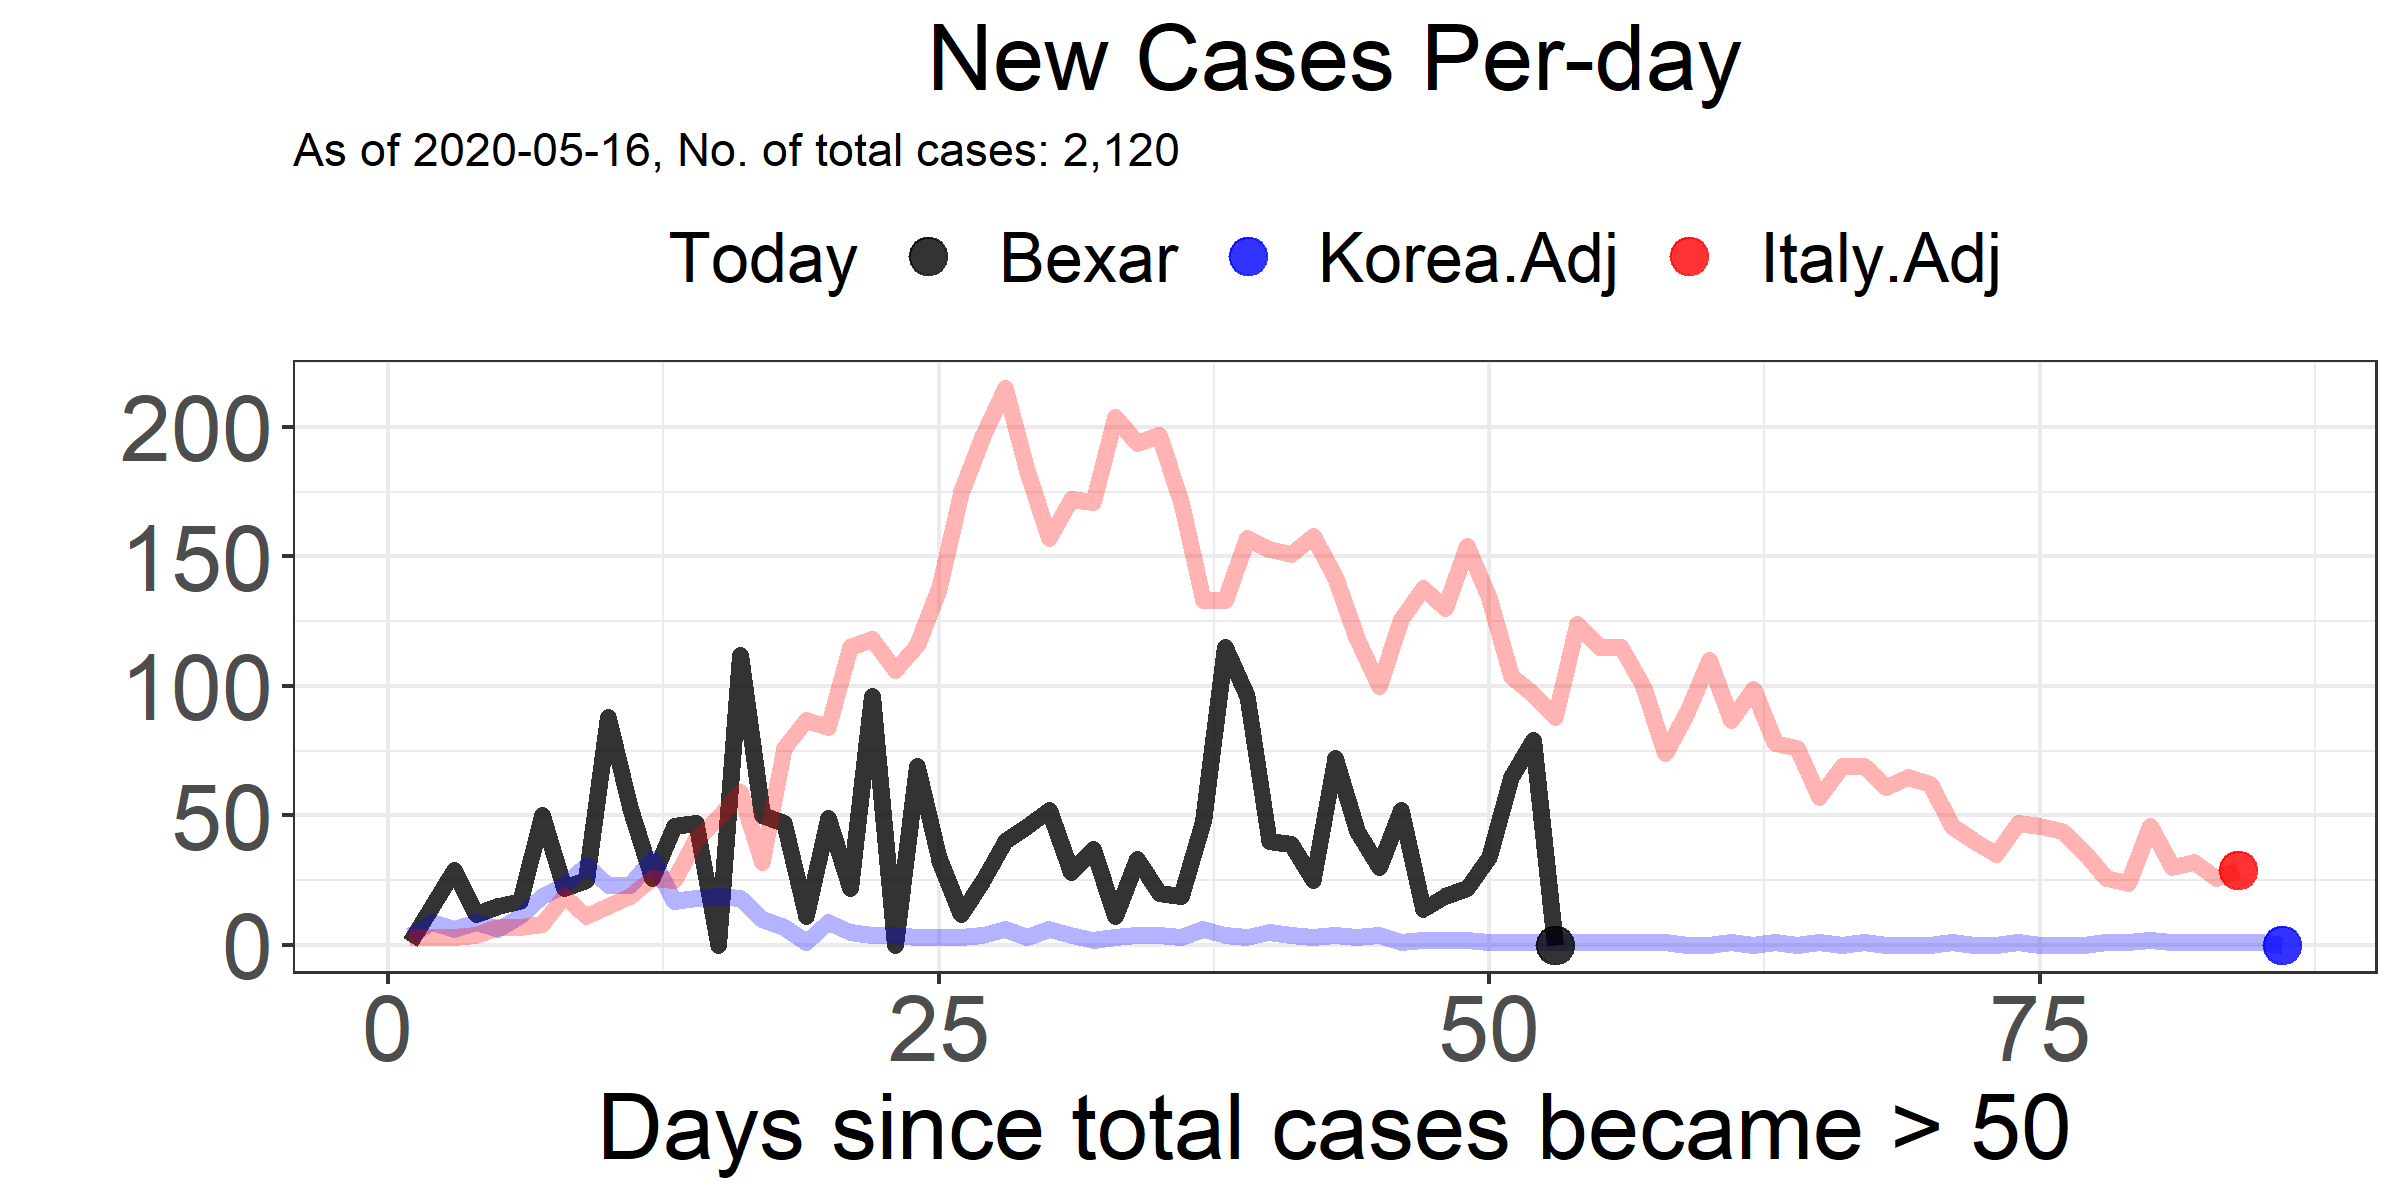 New Cases Per-day
As of 2020-05-16, No. of total cases: 2,120
Today Bexar Korea.Adj Italy.Adj
200
150
100
50
0
0 25 50 75
Days since total cases became > 50